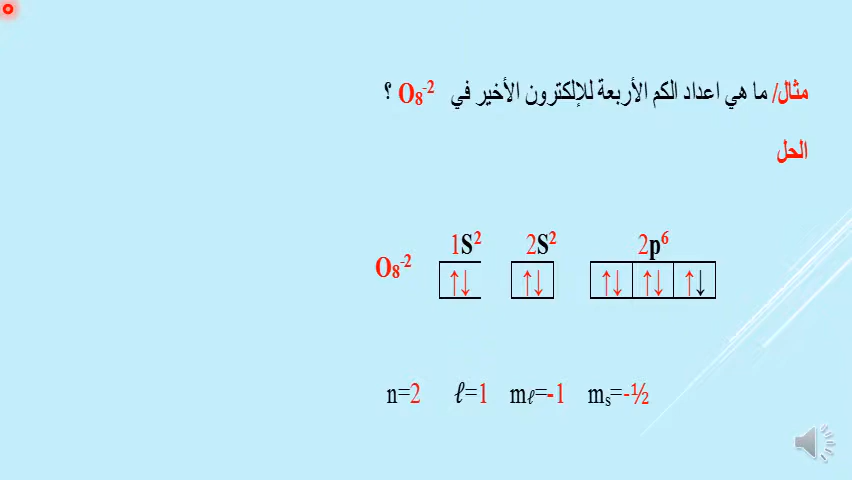 مثال/ ما هي اعداد الكم الأربعة للإلكترون الأخير في O₈⁻² ؟
الحل
1S² 2S² 2p⁶
O₈⁻² ↑↓ ↑↓ ↑↓ ↑↓ ↑↓
n=2 ℓ=1 mℓ=-1 mₛ=-½